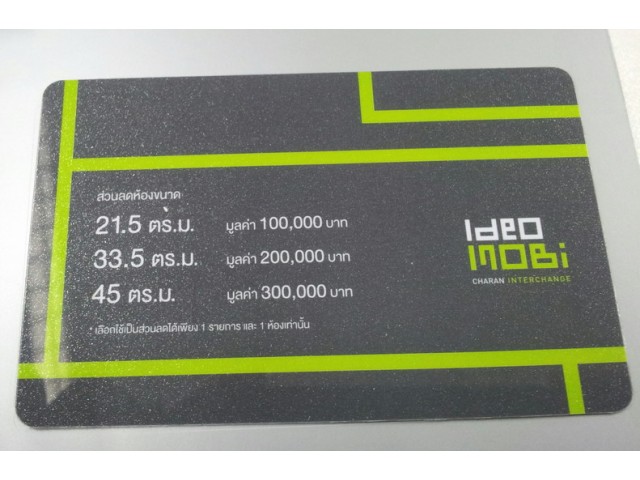 ส่วนลดห้องขนาด
21.5 ตร.ม. มูลค่า 100,000 บาท
33.5 ตร.ม. มูลค่า 200,000 บาท
45 ตร.ม. มูลค่า 300,000 บาท
* เลือกใช้เป็นส่วนลดได้เพียง 1 รายการ และ 1 ห้องเท่านั้น
Ideo
MOBi
CHARAN INTERCHANGE